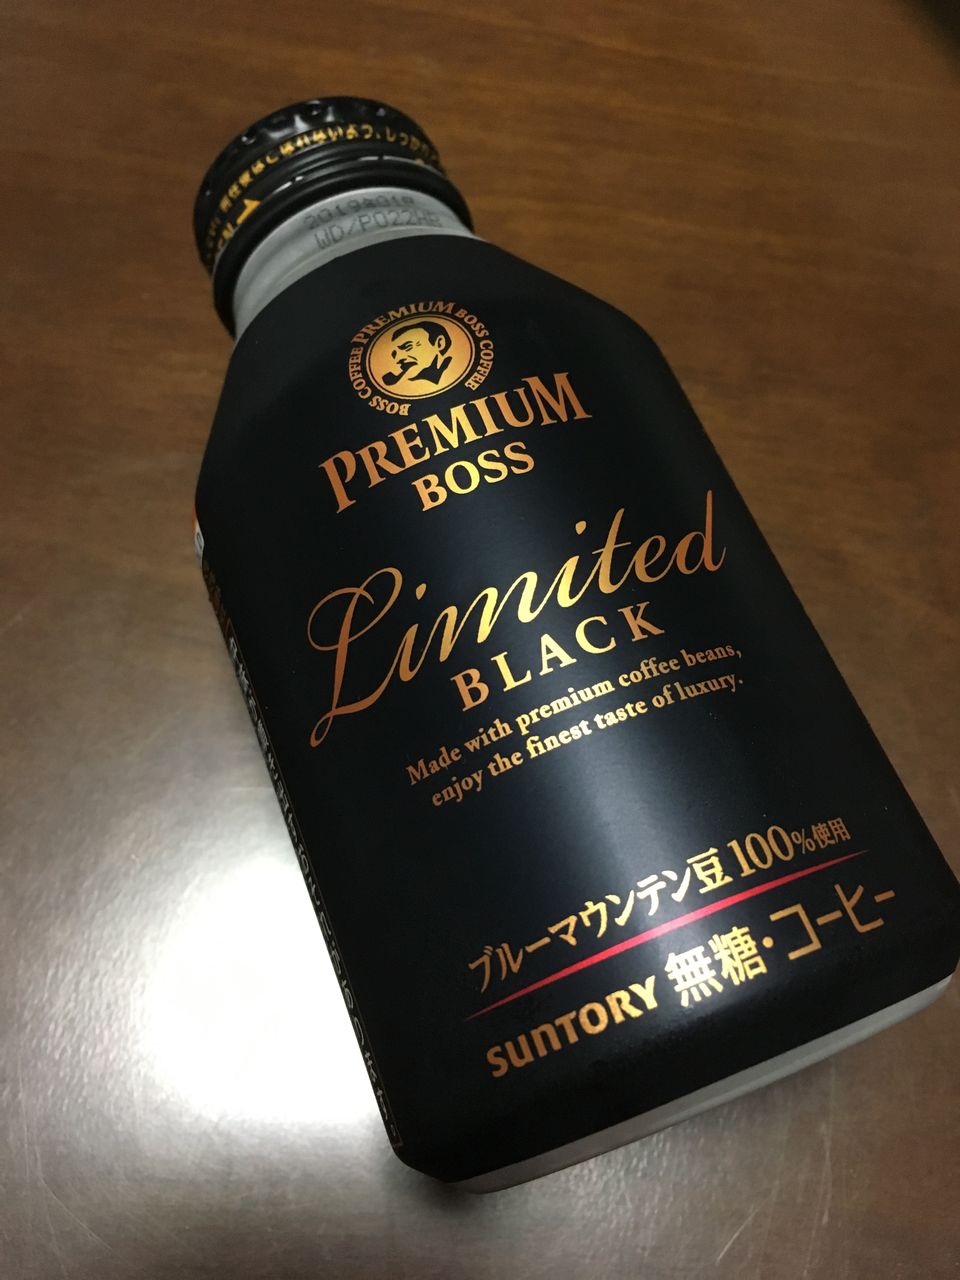 WD/P022HB
PREMIUM BOSS COFFEE
BOSS COFFEE
PREMIUM
BOSS
Limited
BLACK
Made with premium coffee beans,
enjoy the finest taste of luxury.
ブルーマウンテン豆100%使用
SUNTORY 無糖・コーヒー